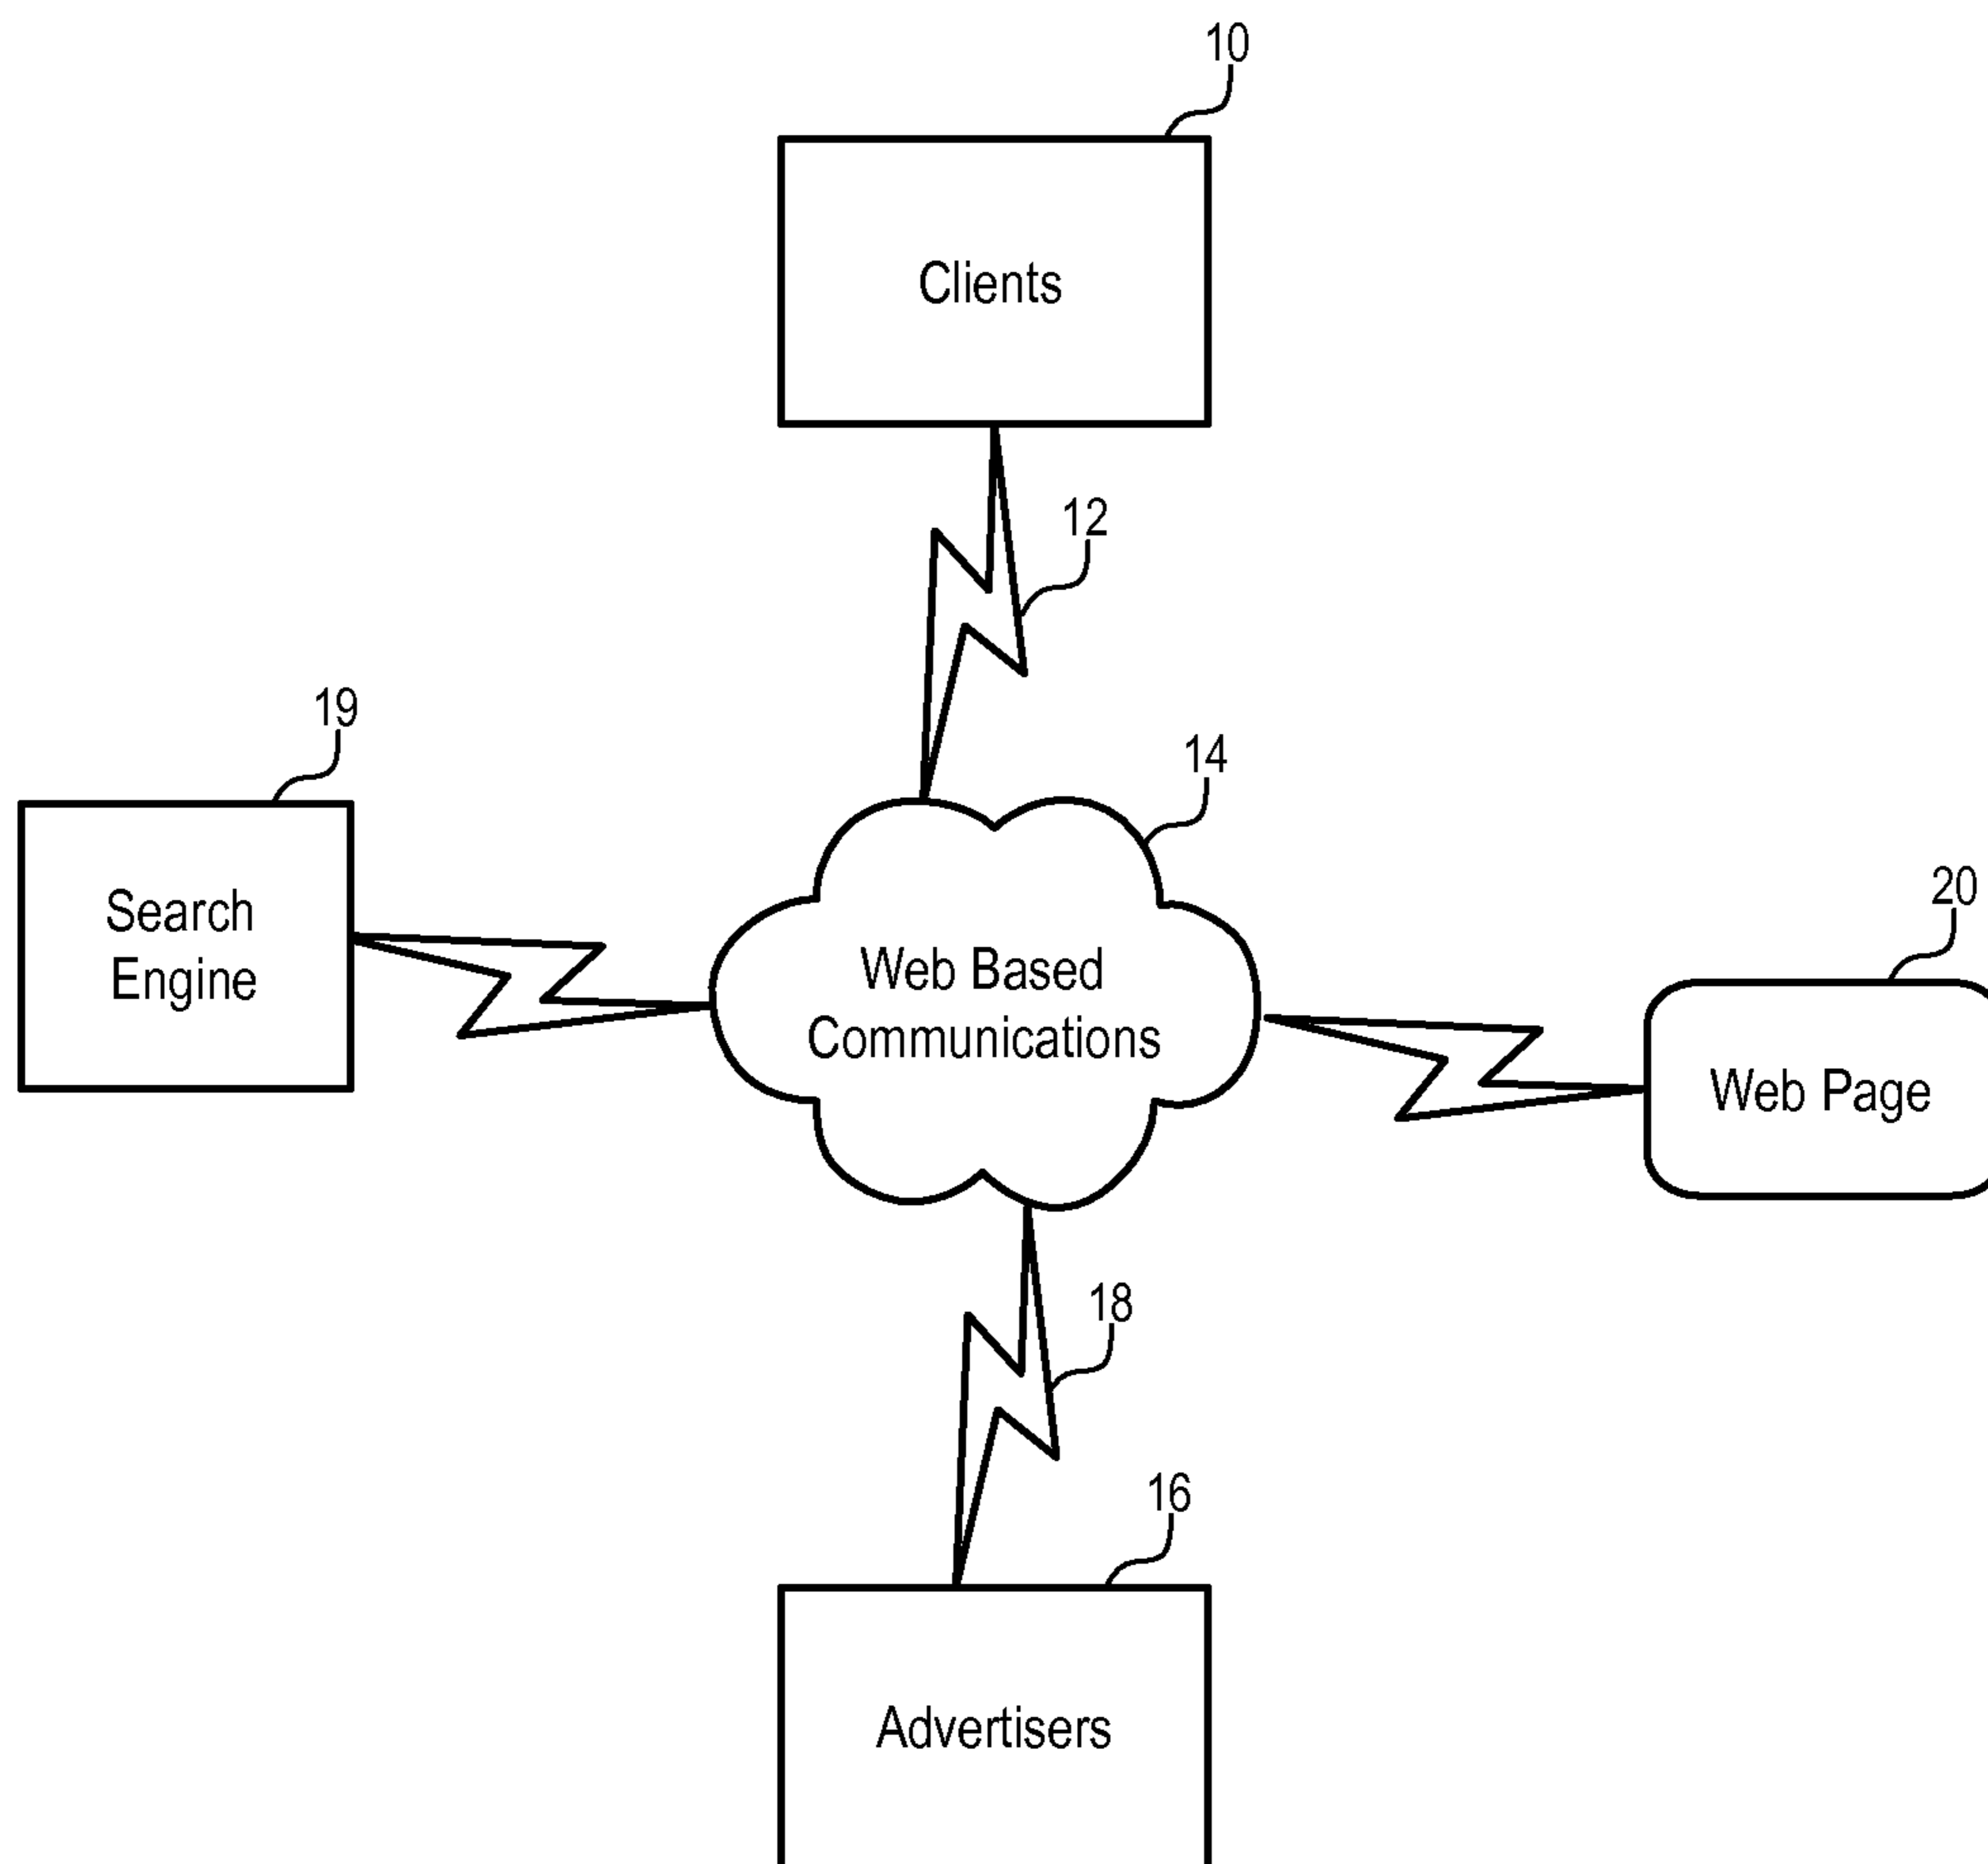 10
Clients
12
19
14
Search
Engine
20
Web Based
Communications
Web Page
18
16
Advertisers